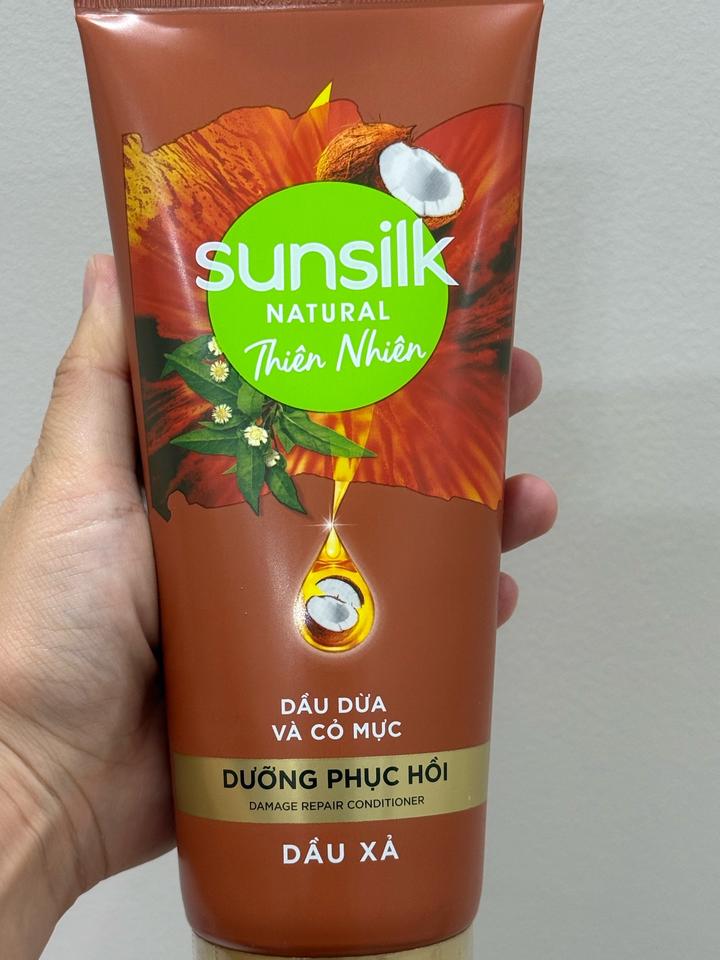 sunsilk
NATURAL
Thiên Nhiên
DẦU DỪA
VÀ CỎ MỰC
DƯỠNG PHỤC HỒI
DAMAGE REPAIR CONDITIONER
DẦU XẢ